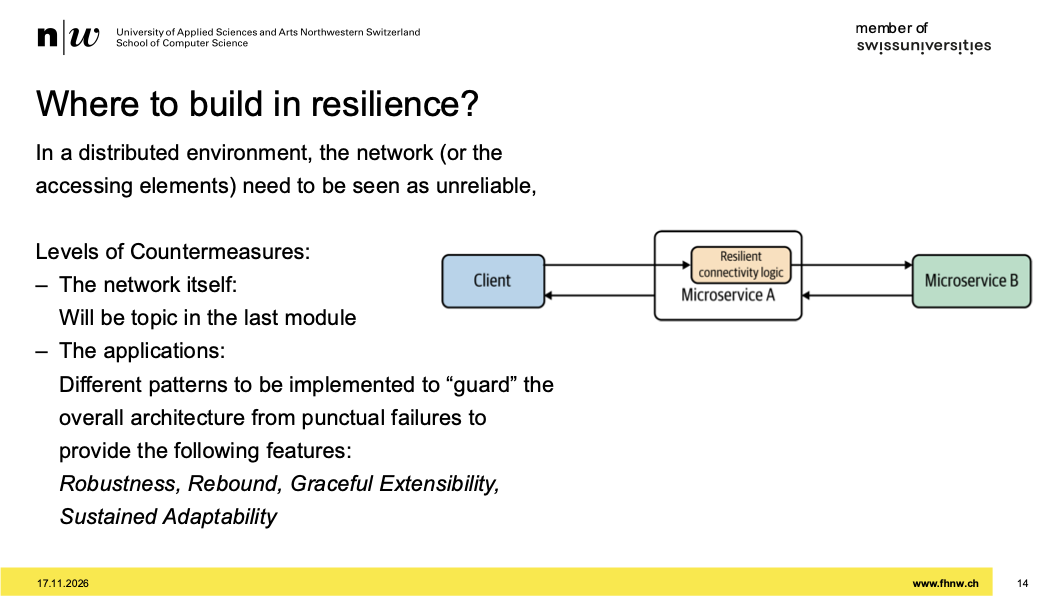 n|w University of Applied Sciences and Arts Northwestern Switzerland
School of Computer Science
member of
swissuniversities
Where to build in resilience?
In a distributed environment, the network (or the
accessing elements) need to be seen as unreliable,
Levels of Countermeasures:
– The network itself:
Will be topic in the last module
– The applications:
Different patterns to be implemented to “guard” the
overall architecture from punctual failures to
provide the following features:
Robustness, Rebound, Graceful Extensibility,
Sustained Adaptability
Client
Resilient
connectivity logic
Microservice A
Microservice B
17.11.2026
www.fhnw.ch
14